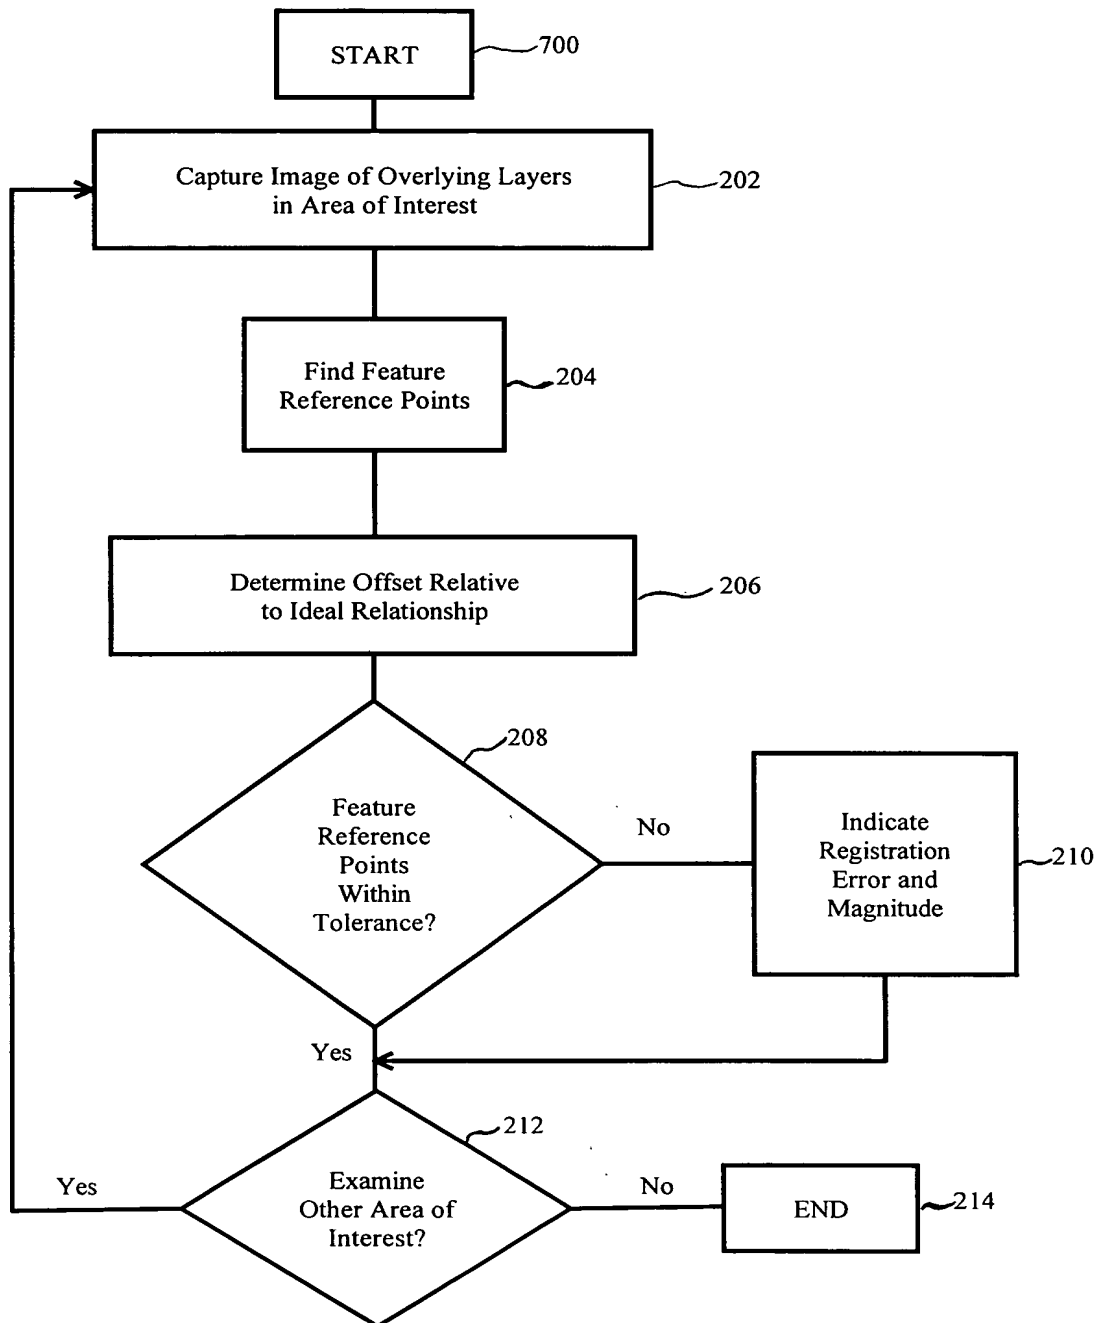 START
700
Capture Image of Overlying Layers
in Area of Interest
202
Find Feature
Reference Points
204
Determine Offset Relative
to Ideal Relationship
206
208
Feature
Reference
Points
Within
Tolerance?
No
Indicate
Registration
Error and
Magnitude
210
Yes
212
Yes
Examine
Other Area of
Interest?
No
END
214